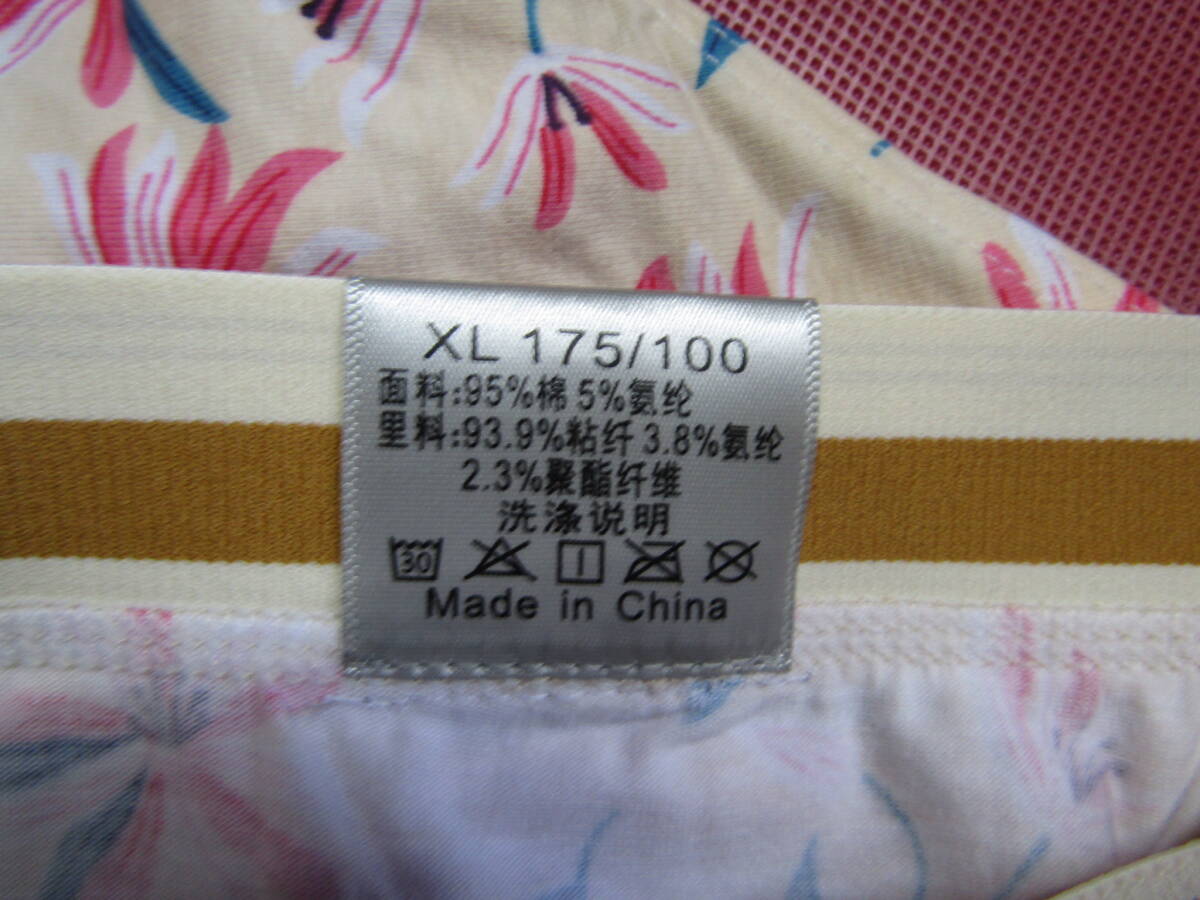 XL 175/100
面料:95%棉 5%氨纶
里料:93.9%粘纤 3.8%氨纶
2.3%聚酯纤维
洗涤说明
30
Made in China